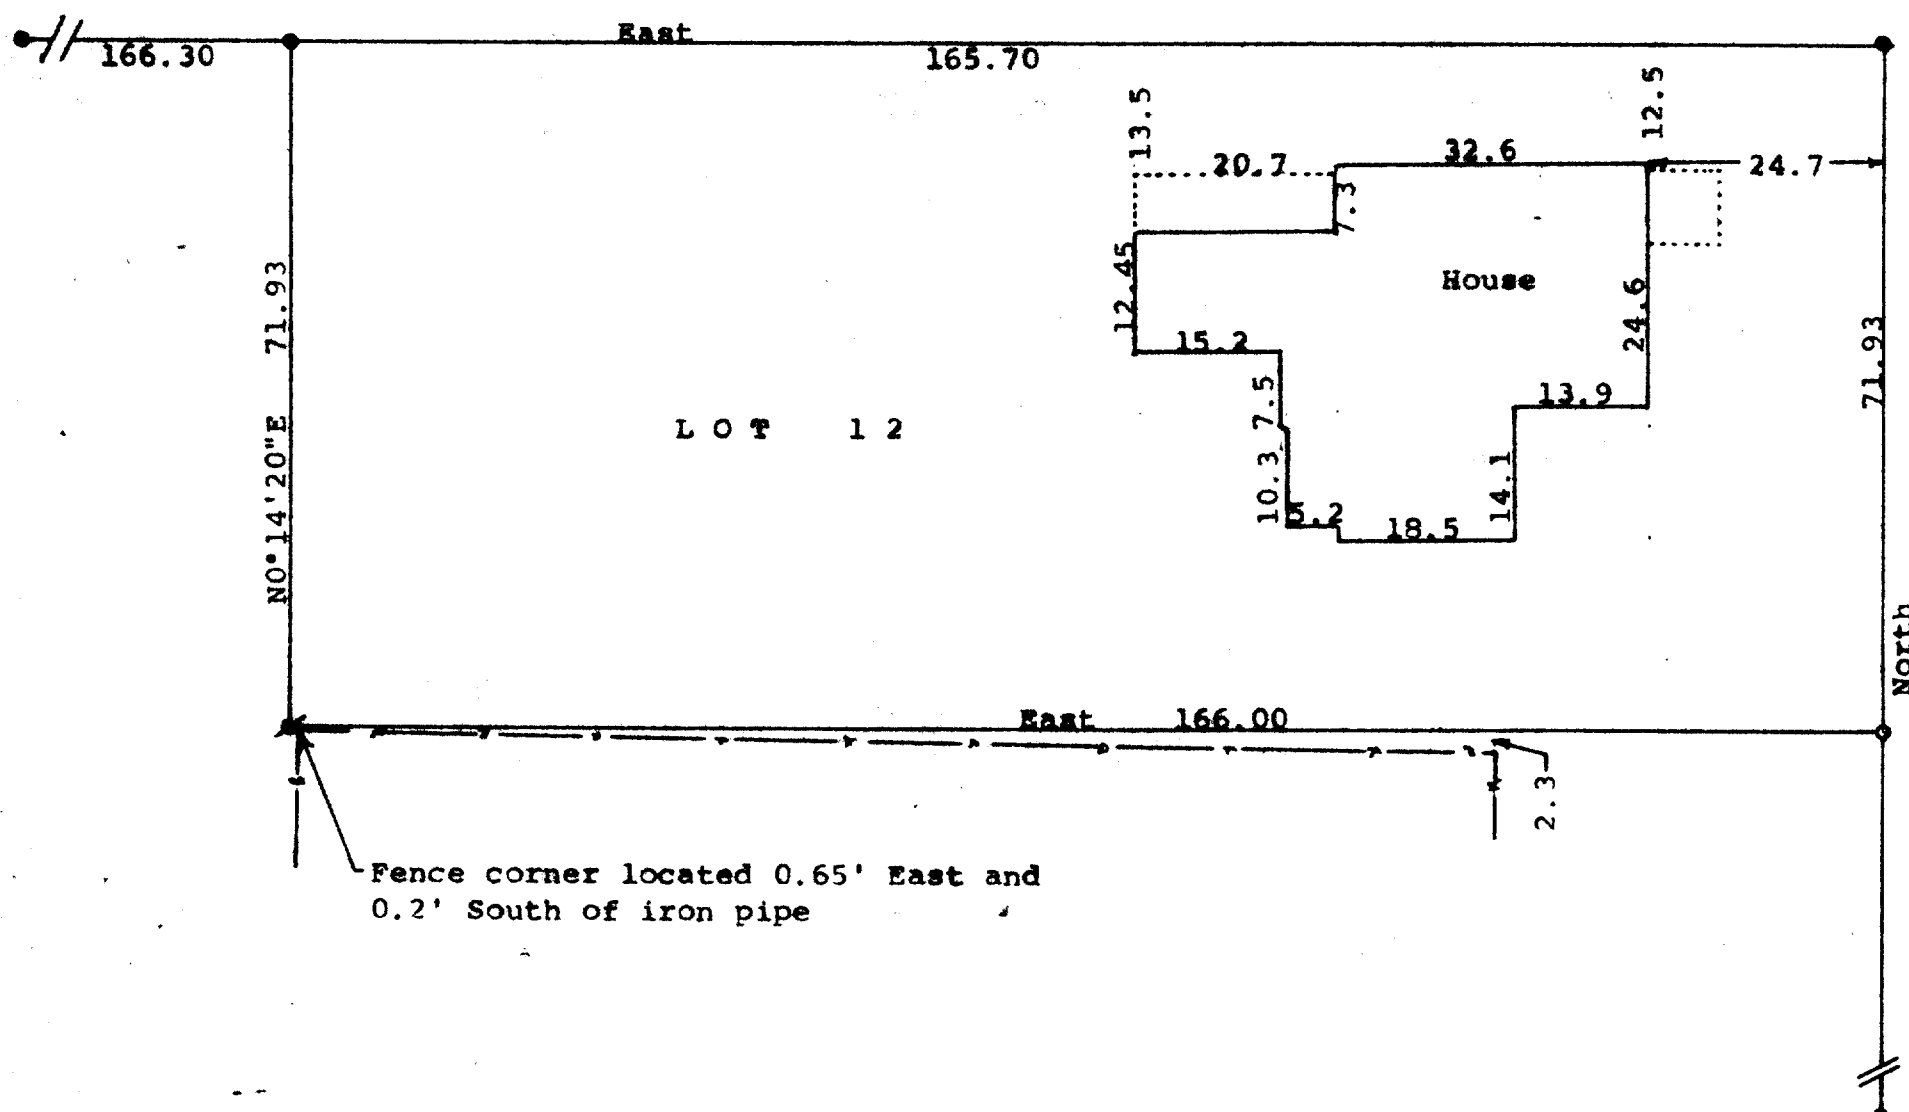 East
166.30
165.70
13.5
12.5
20.7
32.6
24.7
7.3
12.45
House
24.6
71.93
N0°14'20"E
71.93
15.2
7.5
13.9
LOT 12
10.3
14.1
5.2
18.5
North
East 166.00
2.3
Fence corner located 0.65' East and
0.2' South of iron pipe